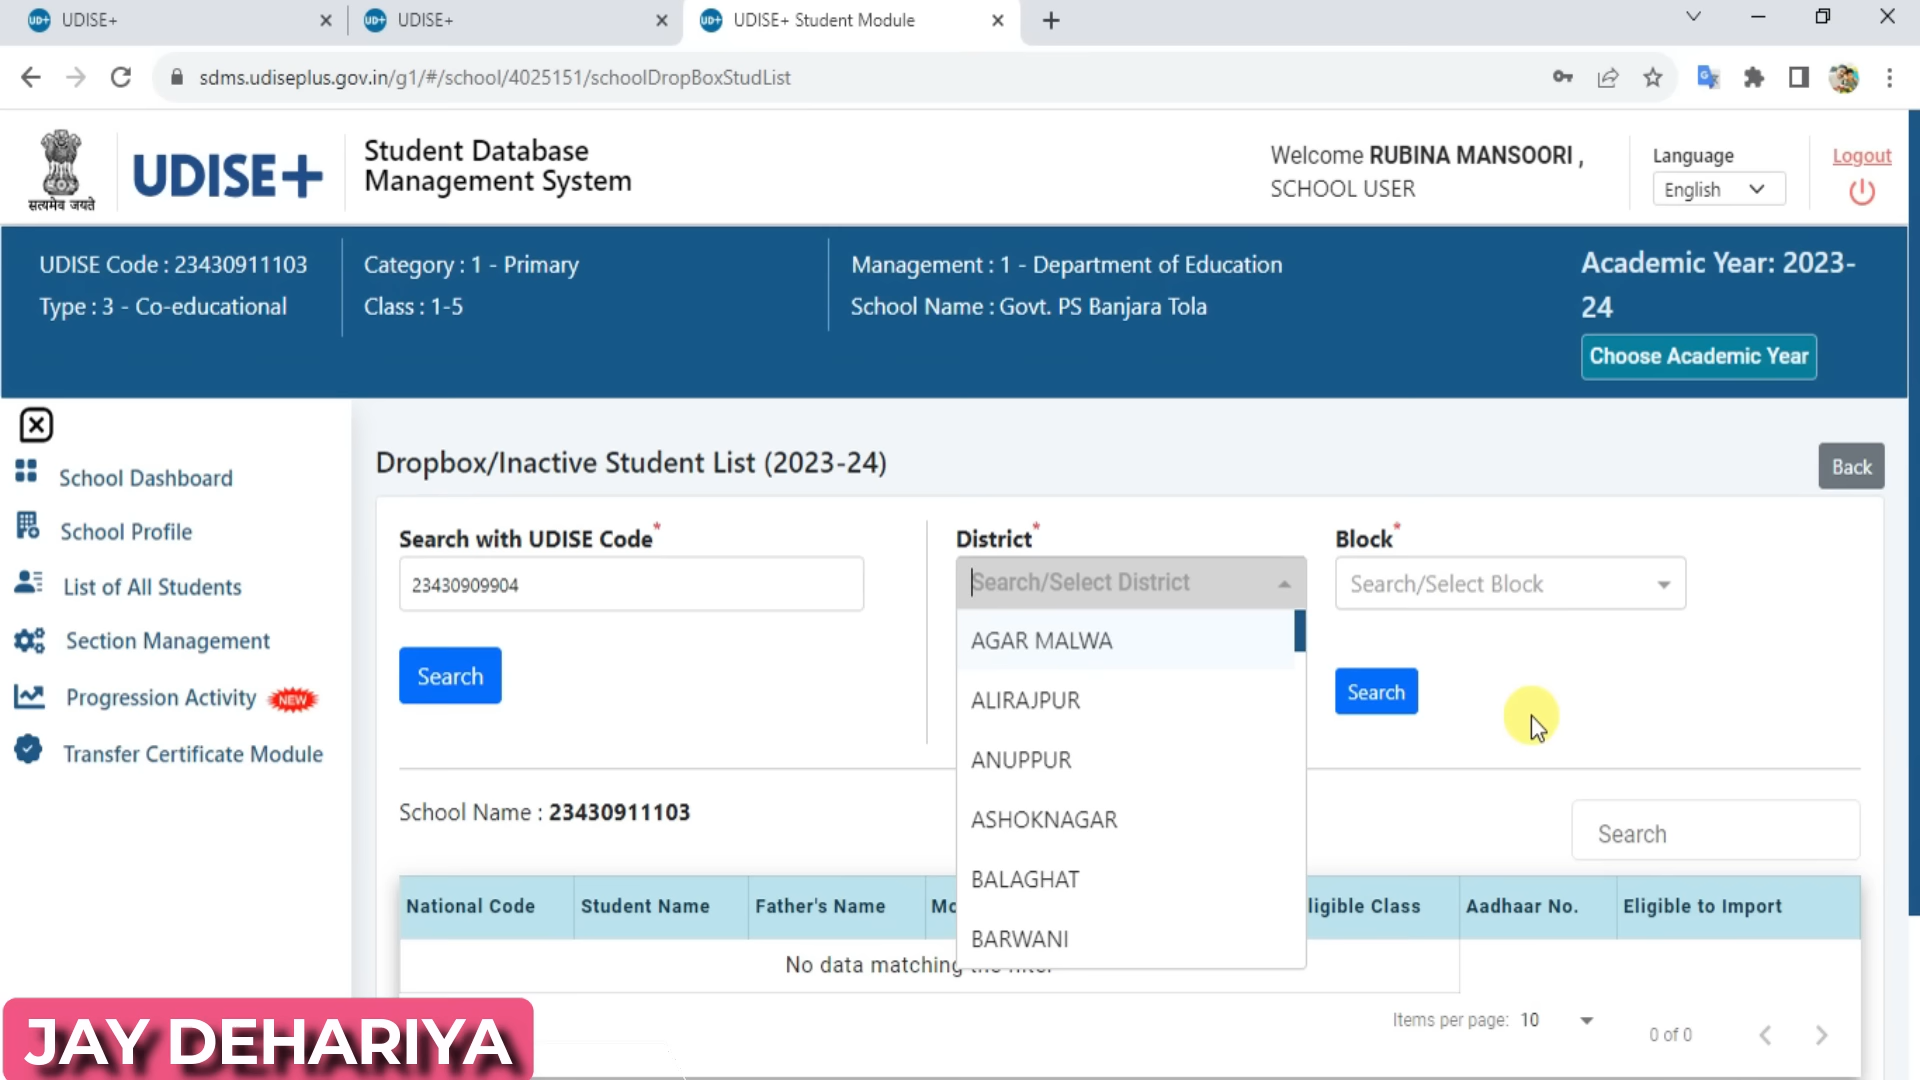 UDISE+
UDISE+
UDISE+ Student Module
sdms.udiseplus.gov.in/g1/#/school/4025151/schoolDropBoxStudList
सत्यमेव जयते
UDISE+
Student Database
Management System
Welcome RUBINA MANSOORI ,
SCHOOL USER
Language
English
Logout
UDISE Code : 23430911103
Type : 3 - Co-educational
Category : 1 - Primary
Class : 1-5
Management : 1 - Department of Education
School Name : Govt. PS Banjara Tola
Academic Year: 2023-
24
Choose Academic Year
School Dashboard
School Profile
List of All Students
Section Management
Progression Activity NEW
Transfer Certificate Module
Dropbox/Inactive Student List (2023-24)
Back
Search with UDISE Code*
23430909904
Search
District*
Search/Select District
AGAR MALWA
ALIRAJPUR
ANUPPUR
ASHOKNAGAR
BALAGHAT
BARWANI
Block*
Search/Select Block
Search
School Name : 23430911103
Search
National Code
Student Name
Father's Name
Mo
ligible Class
Aadhaar No.
Eligible to Import
No data matching the filter
Items per page: 10
0 of 0
JAY DEHARIYA